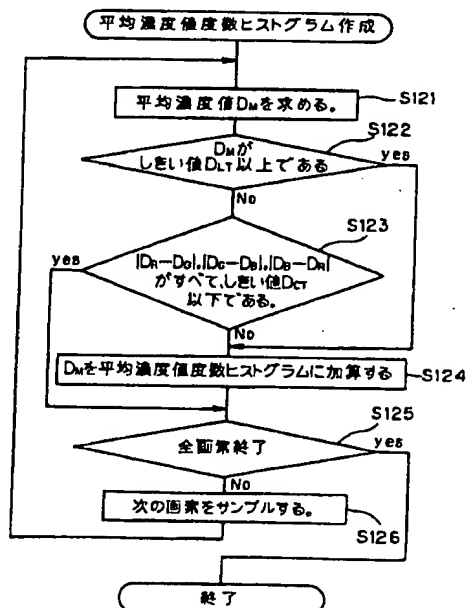 平均濃度値度数ヒストグラム作成
平均濃度値DMを求める。
S121
S122
DMが
しきい値DLT以上である
yes
No
S123
|DR−DG|,|DG−DB|,|DB−DR|
がすべて,しきい値DCT
以下である。
yes
No
DMを平均濃度値度数ヒストグラムに加算する
S124
S125
全画素終了
yes
No
次の画素をサンプルする。
S126
終了